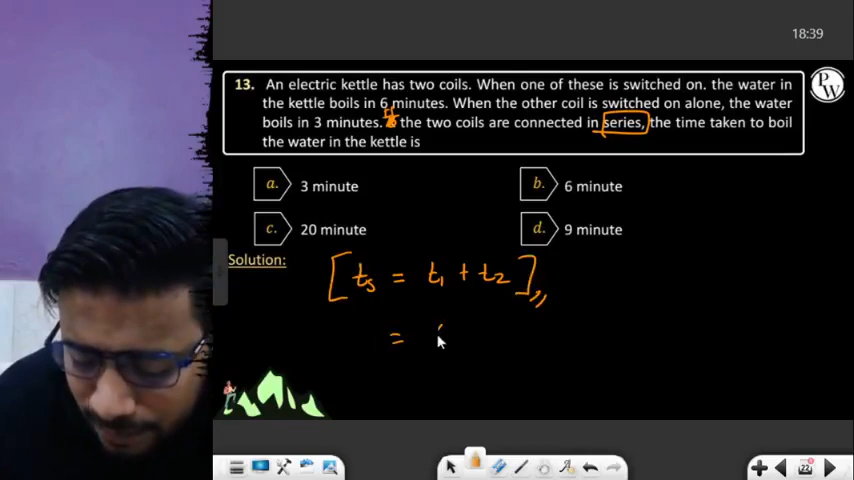 18:39
PW
13. An electric kettle has two coils. When one of these is switched on. the water in
the kettle boils in 6 minutes. When the other coil is switched on alone, the water
boils in 3 minutes. If the two coils are connected in series, the time taken to boil
the water in the kettle is
a. 3 minute
b. 6 minute
c. 20 minute
d. 9 minute
Solution:
[ts = t1 + t2]
=
22